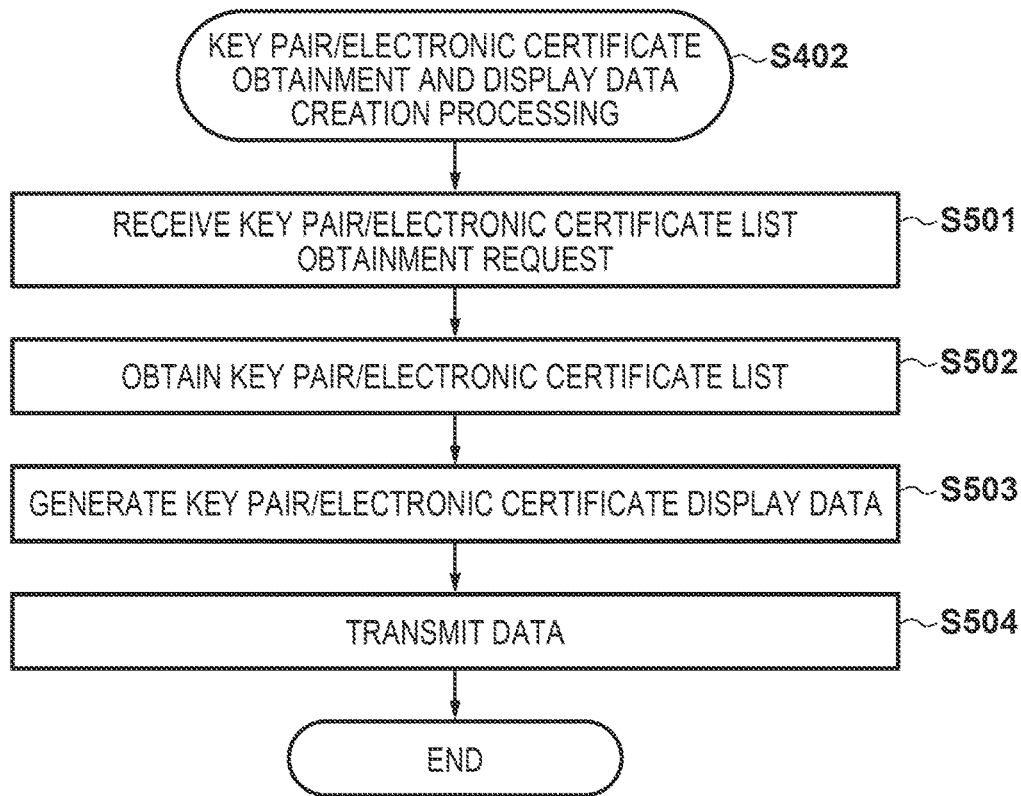 KEY PAIR/ELECTRONIC CERTIFICATE
OBTAINMENT AND DISPLAY DATA
CREATION PROCESSING
S402
RECEIVE KEY PAIR/ELECTRONIC CERTIFICATE LIST
OBTAINMENT REQUEST
S501
OBTAIN KEY PAIR/ELECTRONIC CERTIFICATE LIST
S502
GENERATE KEY PAIR/ELECTRONIC CERTIFICATE DISPLAY DATA
S503
TRANSMIT DATA
S504
END